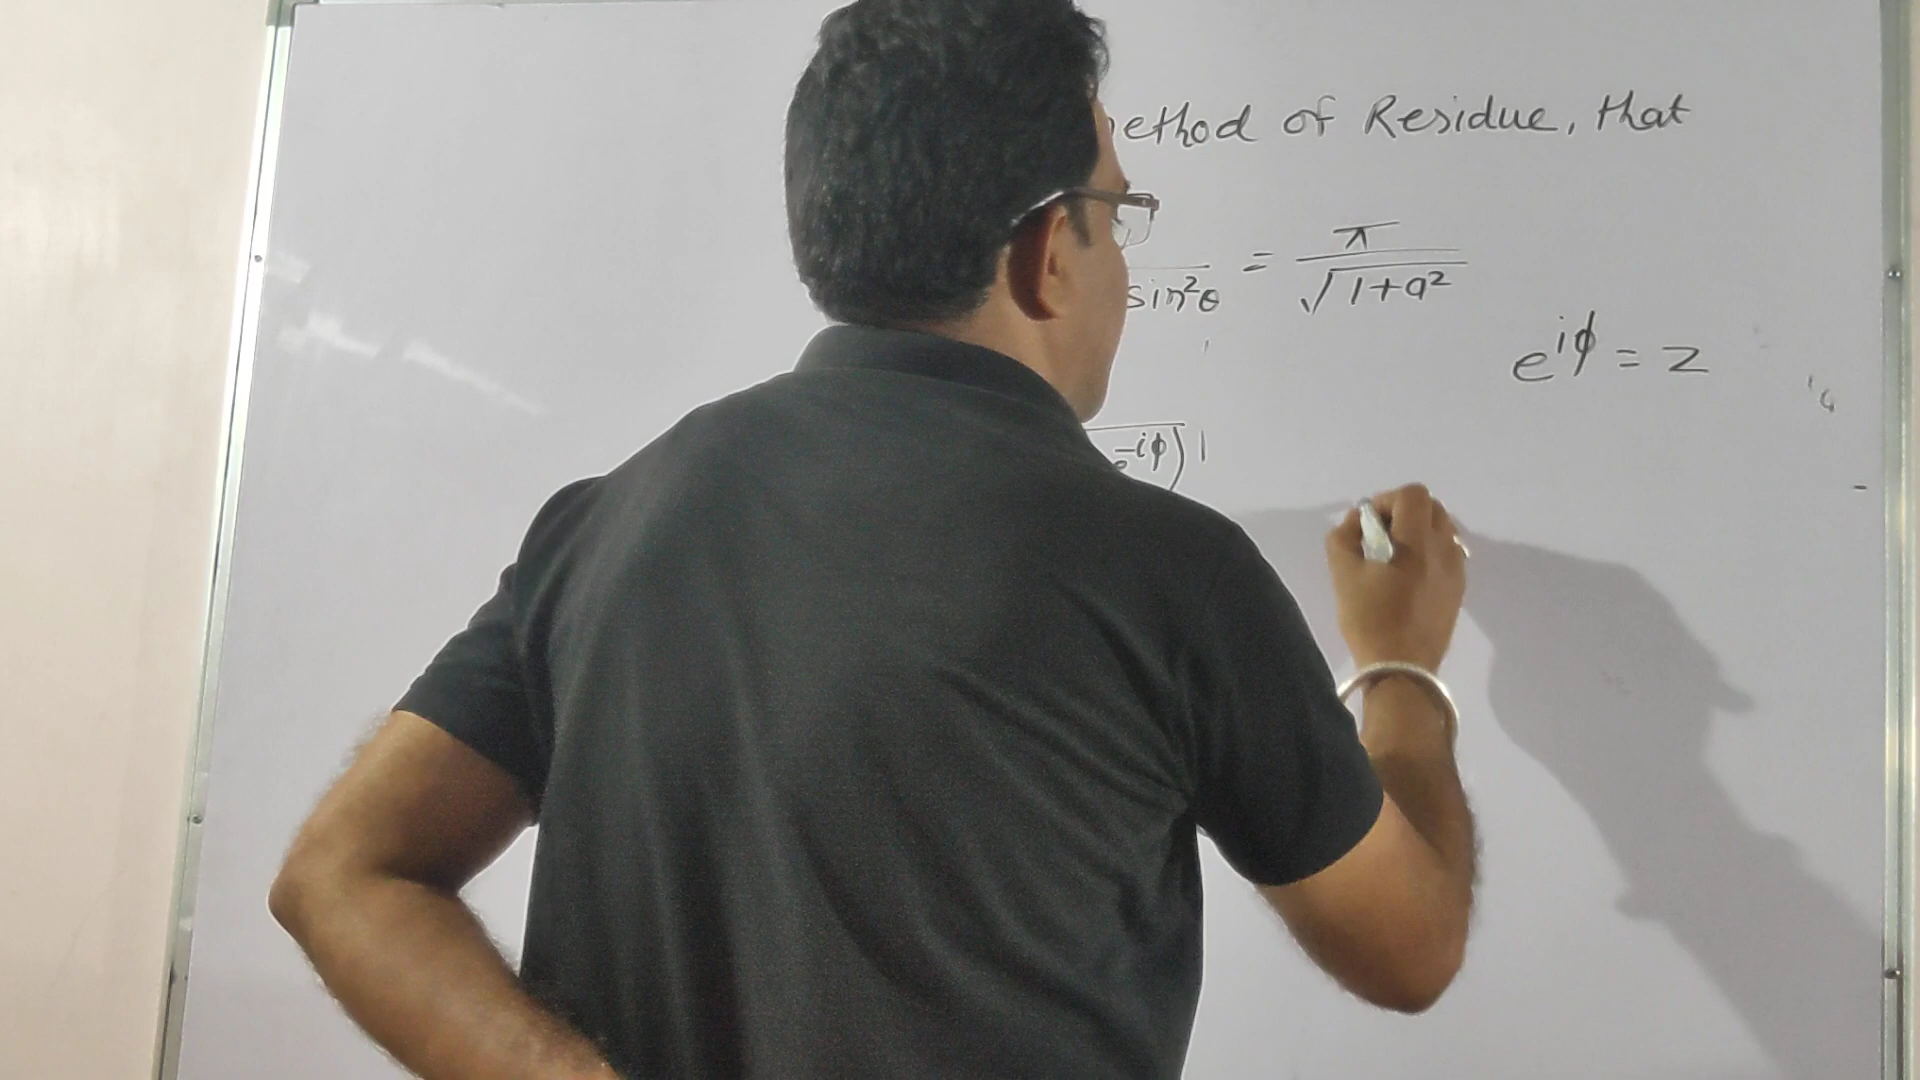 ethod of Residue, that
sin²θ = π / √1+a²
e^iφ = z
e^-iφ)